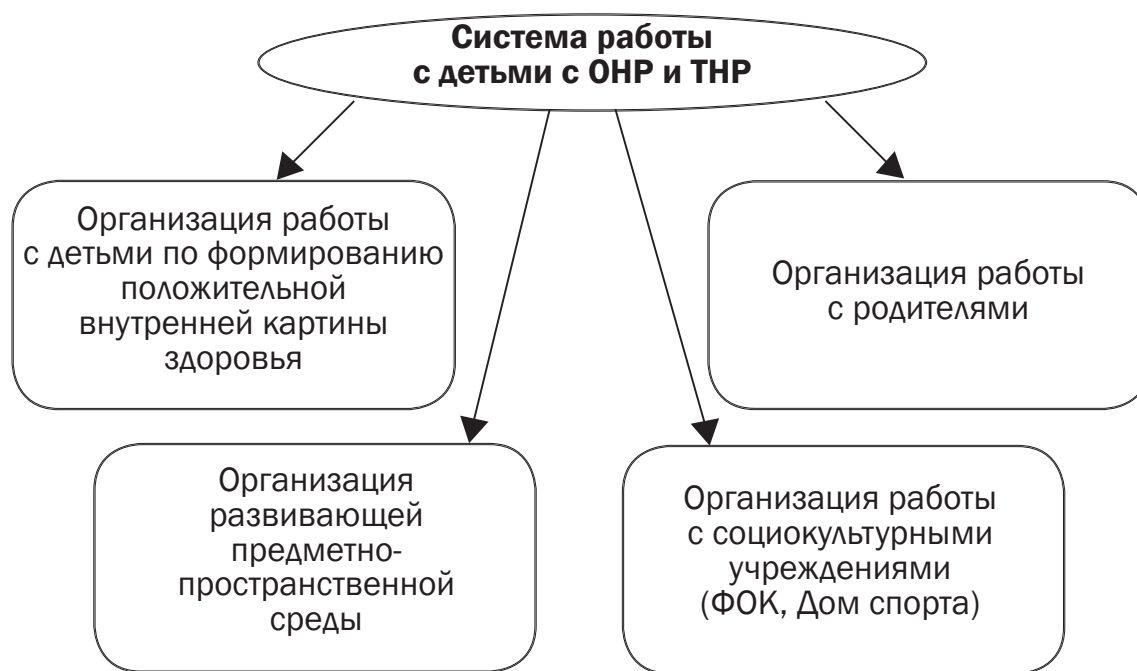 Система работы
с детьми с ОНР и ТНР
Организация работы
с детьми по формированию
положительной
внутренней картины
здоровья
Организация работы
с родителями
Организация
развивающей
предметно-
пространственной
среды
Организация работы
с социокультурными
учреждениями
(ФОК, Дом спорта)